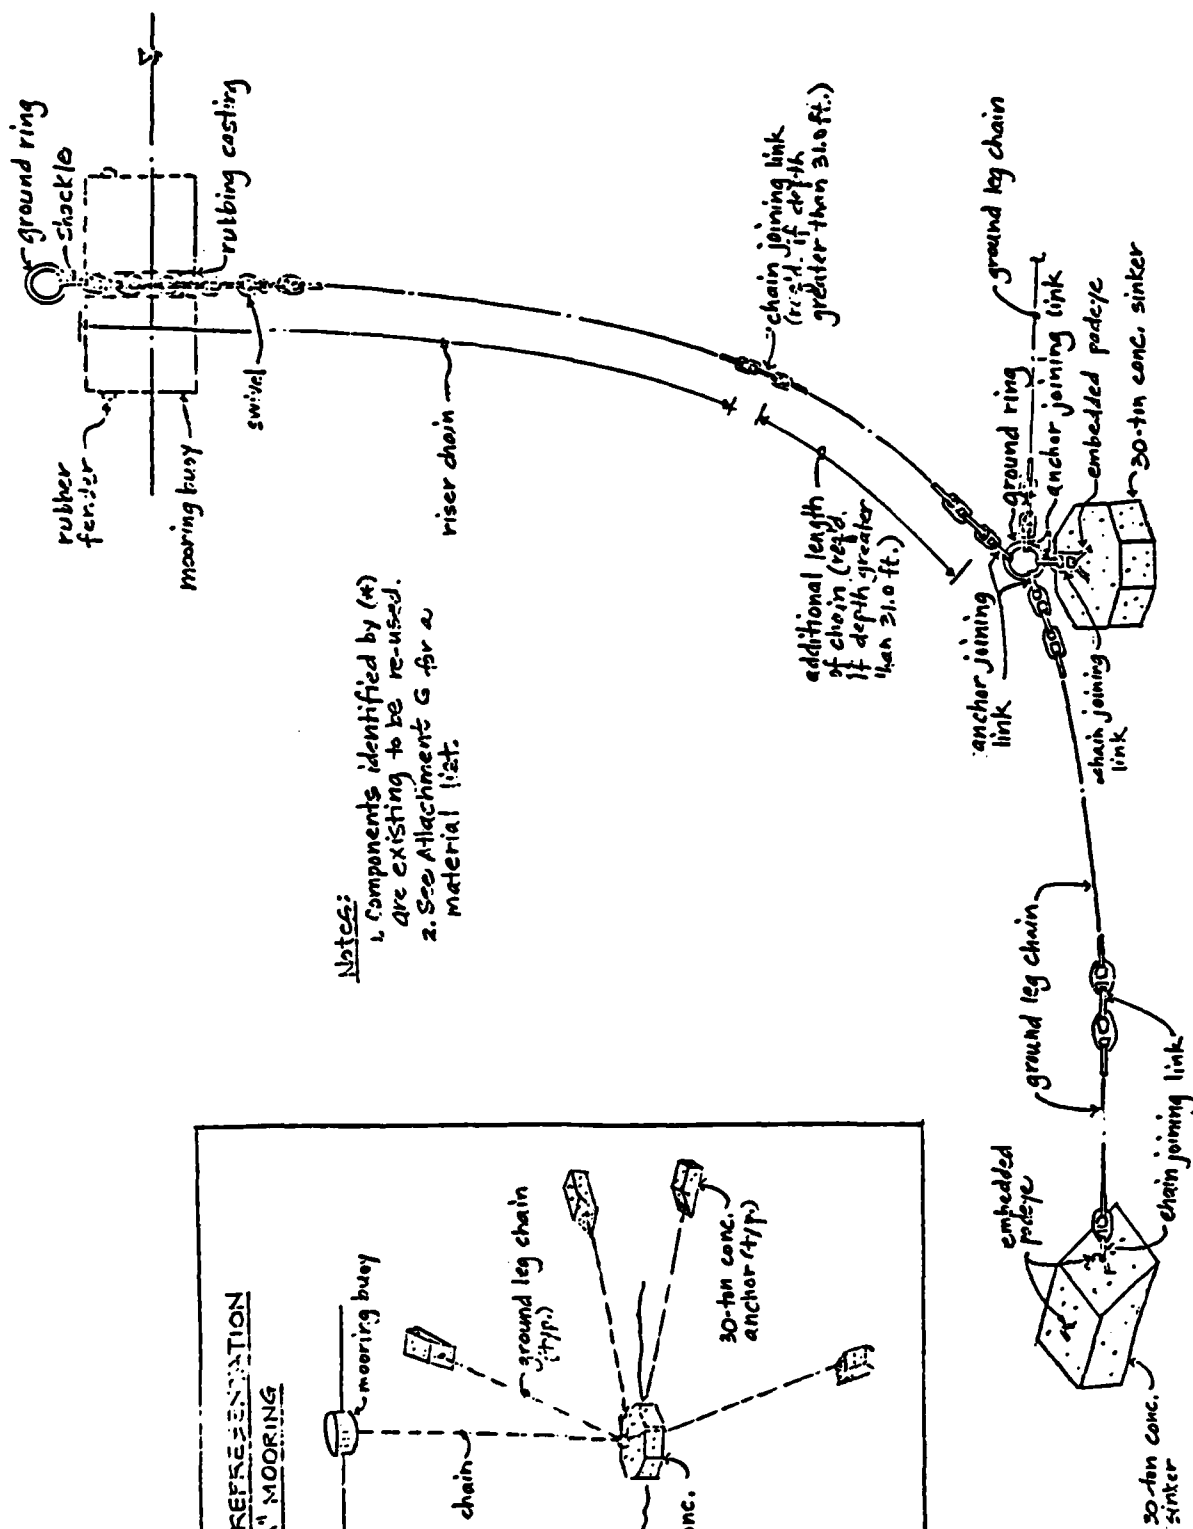 ground ring
shackle
rubbing casting
rubber
fender
mooring buoy
swivel
riser chain
chain joining link
(req'd. if depth
greater than 31.0 ft.)
additional length
of chain (req'd.
if depth greater
than 31.0 ft.)
Notes:
1. Components identified by (*)
are existing to be re-used.
2. See Attachment G for a
material list.
ground leg chain
ground ring
anchor joining link
embedded padeye
30-ton conc. sinker
anchor joining
link
chain joining
link
ground leg chain
embedded
padeye
chain joining link
30-ton conc.
sinker
REPRESENTATION
" MOORING
mooring buoy
chain
ground leg chain
(typ.)
30-ton conc.
anchor (typ.)
onc.